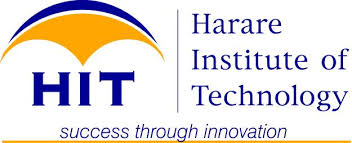 HIT
Harare
Institute of
Technology
success through innovation